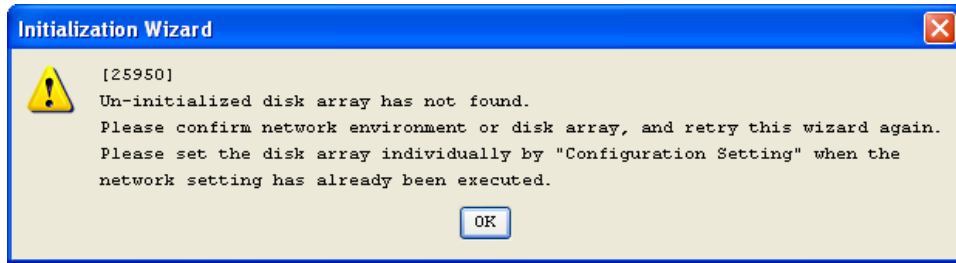 Initialization Wizard
[25950]
Un-initialized disk array has not found.
Please confirm network environment or disk array, and retry this wizard again.
Please set the disk array individually by "Configuration Setting" when the
network setting has already been executed.
OK